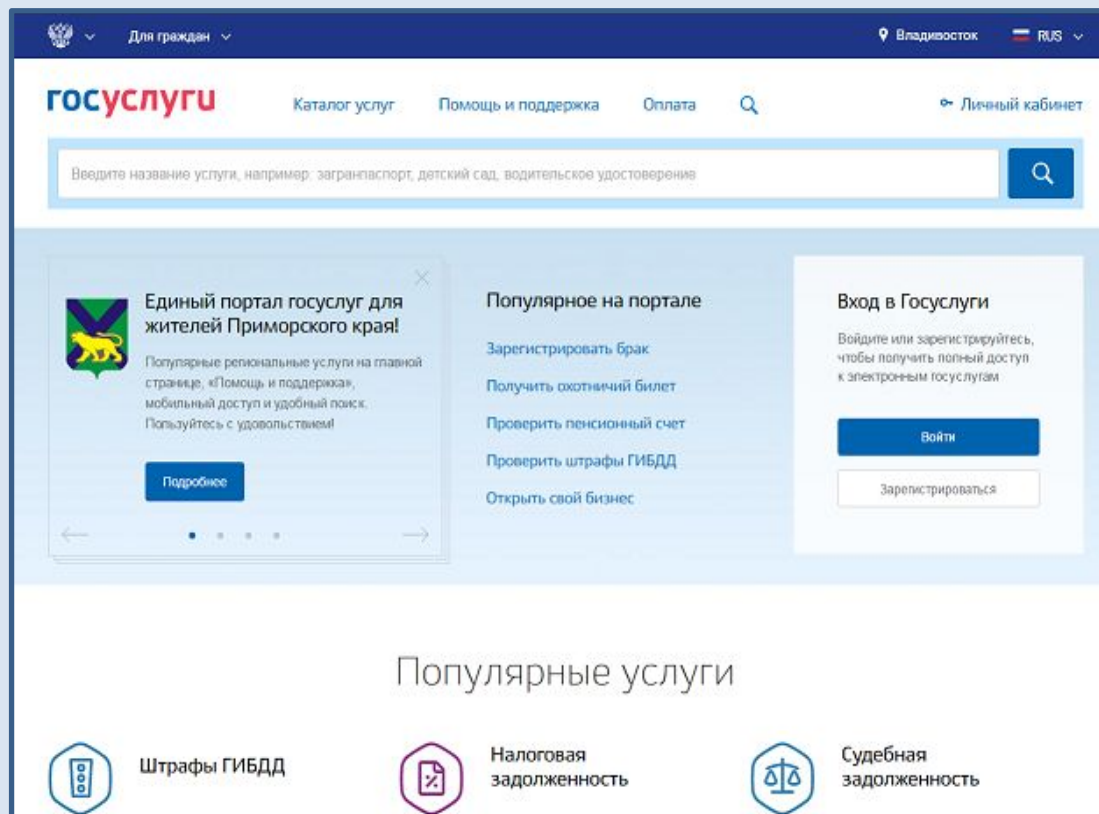 Для граждан
Владивосток
RUS
госуслуги
Каталог услуг
Помощь и поддержка
Оплата
Личный кабинет
Введите название услуги, например: загранпаспорт, детский сад, водительское удостоверение
Единый портал госуслуг для
жителей Приморского края!
Популярные региональные услуги на главной
странице, «Помощь и поддержка»,
мобильный доступ и удобный поиск.
Пользуйтесь с удовольствием!
Подробнее
Популярное на портале
Зарегистрировать брак
Получить охотничий билет
Проверить пенсионный счет
Проверить штрафы ГИБДД
Открыть свой бизнес
Вход в Госуслуги
Войдите или зарегистрируйтесь,
чтобы получить полный доступ
к электронным госуслугам
Войти
Зарегистрироваться
Популярные услуги
Штрафы ГИБДД
Налоговая
задолженность
Судебная
задолженность